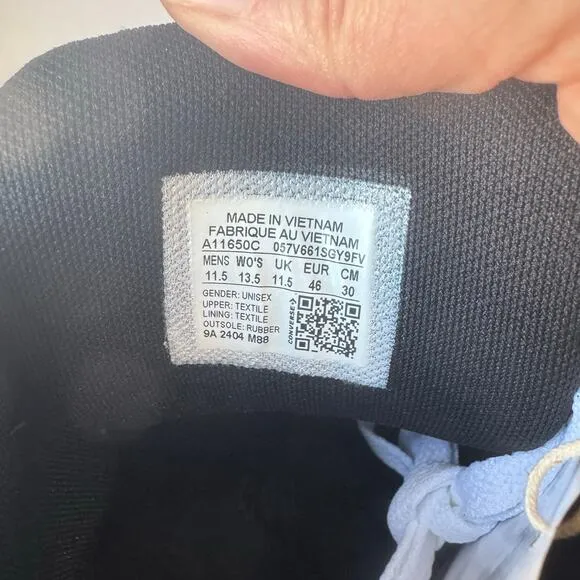 MADE IN VIETNAM
FABRIQUE AU VIETNAM
A11650C 057V661SGY9FV
MENS WO'S UK EUR CM
11.5 13.5 11.5 46 30
GENDER: UNISEX
UPPER: TEXTILE
LINING: TEXTILE
OUTSOLE: RUBBER
9A 2404 M88
CONVERSE